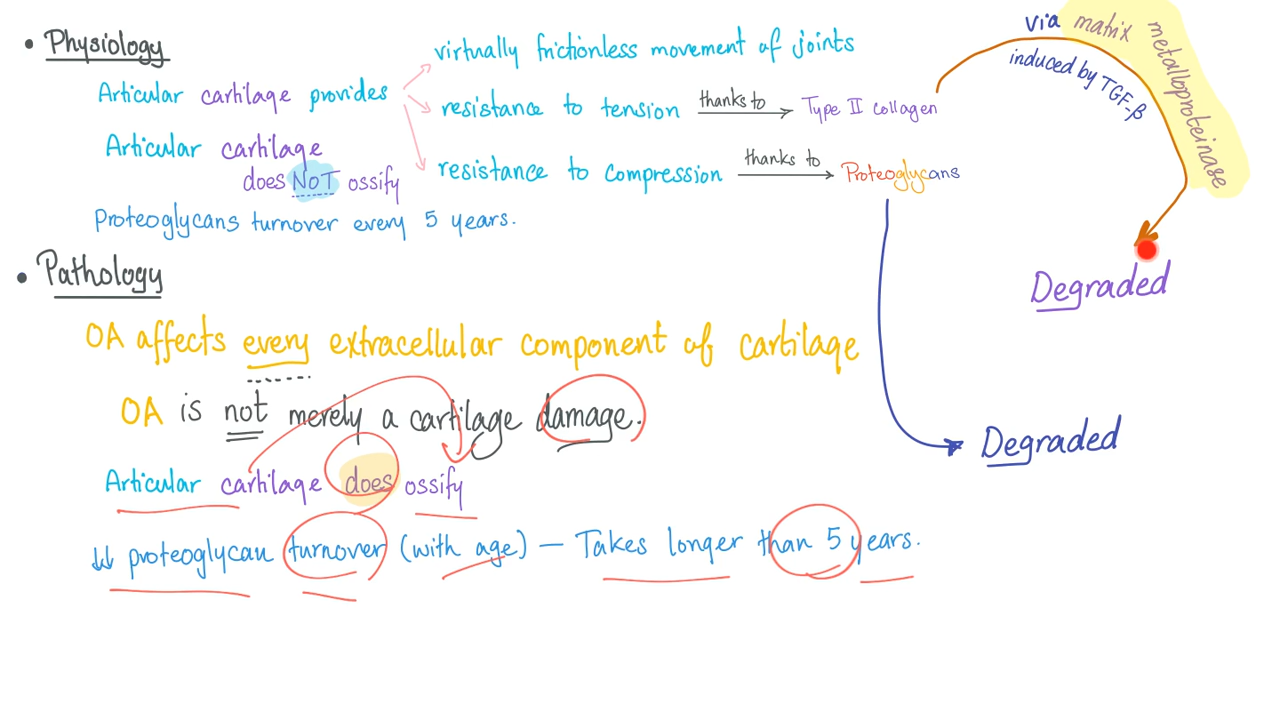 • Physiology
Articular cartilage provides
virtually frictionless movement of joints
resistance to tension thanks to Type II collagen
resistance to compression thanks to Proteoglycans
via matrix metalloproteinase
induced by TGF-β
Degraded
Articular cartilage
does NOT ossify
Proteoglycans turnover every 5 years.
• Pathology
OA affects every extracellular component of cartilage
OA is not merely a cartilage damage.
Degraded
Articular cartilage does ossify
↓↓ proteoglycan turnover (with age) – Takes longer than 5 years.